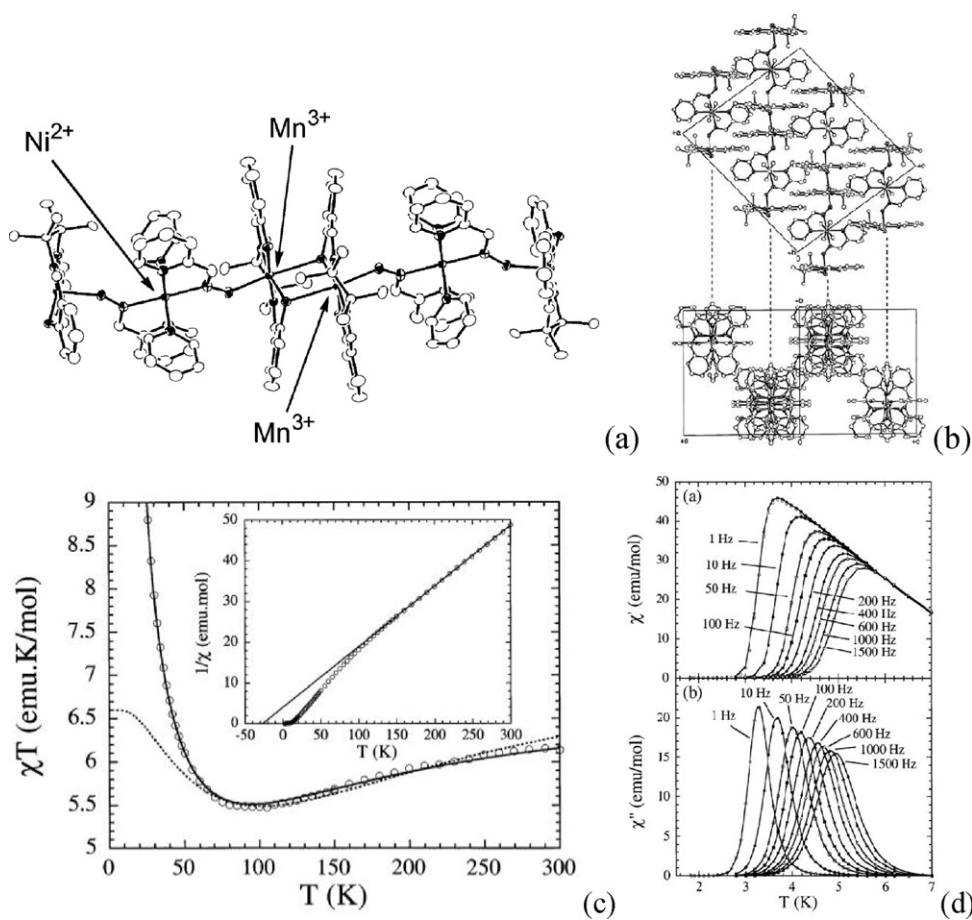 Ni2+
Mn3+
Mn3+
(a)
(b)
9
8.5
8
7.5
7
6.5
6
5.5
5
χT (emu.K/mol)
0
50
100
150
200
250
300
T (K)
50
40
30
20
10
0
1/χ (emu.mol)
-50
0
50
100
150
200
250
300
T (K)
(c)
(a)
50
40
30
20
10
0
χ' (emu/mol)
1 Hz
10 Hz
50 Hz
100 Hz
200 Hz
400 Hz
600 Hz
1000 Hz
1500 Hz
(b)
20
15
10
5
0
χ" (emu/mol)
1 Hz
10 Hz
50 Hz
100 Hz
200 Hz
400 Hz
600 Hz
1000 Hz
1500 Hz
2
3
4
5
6
7
T (K)
(d)